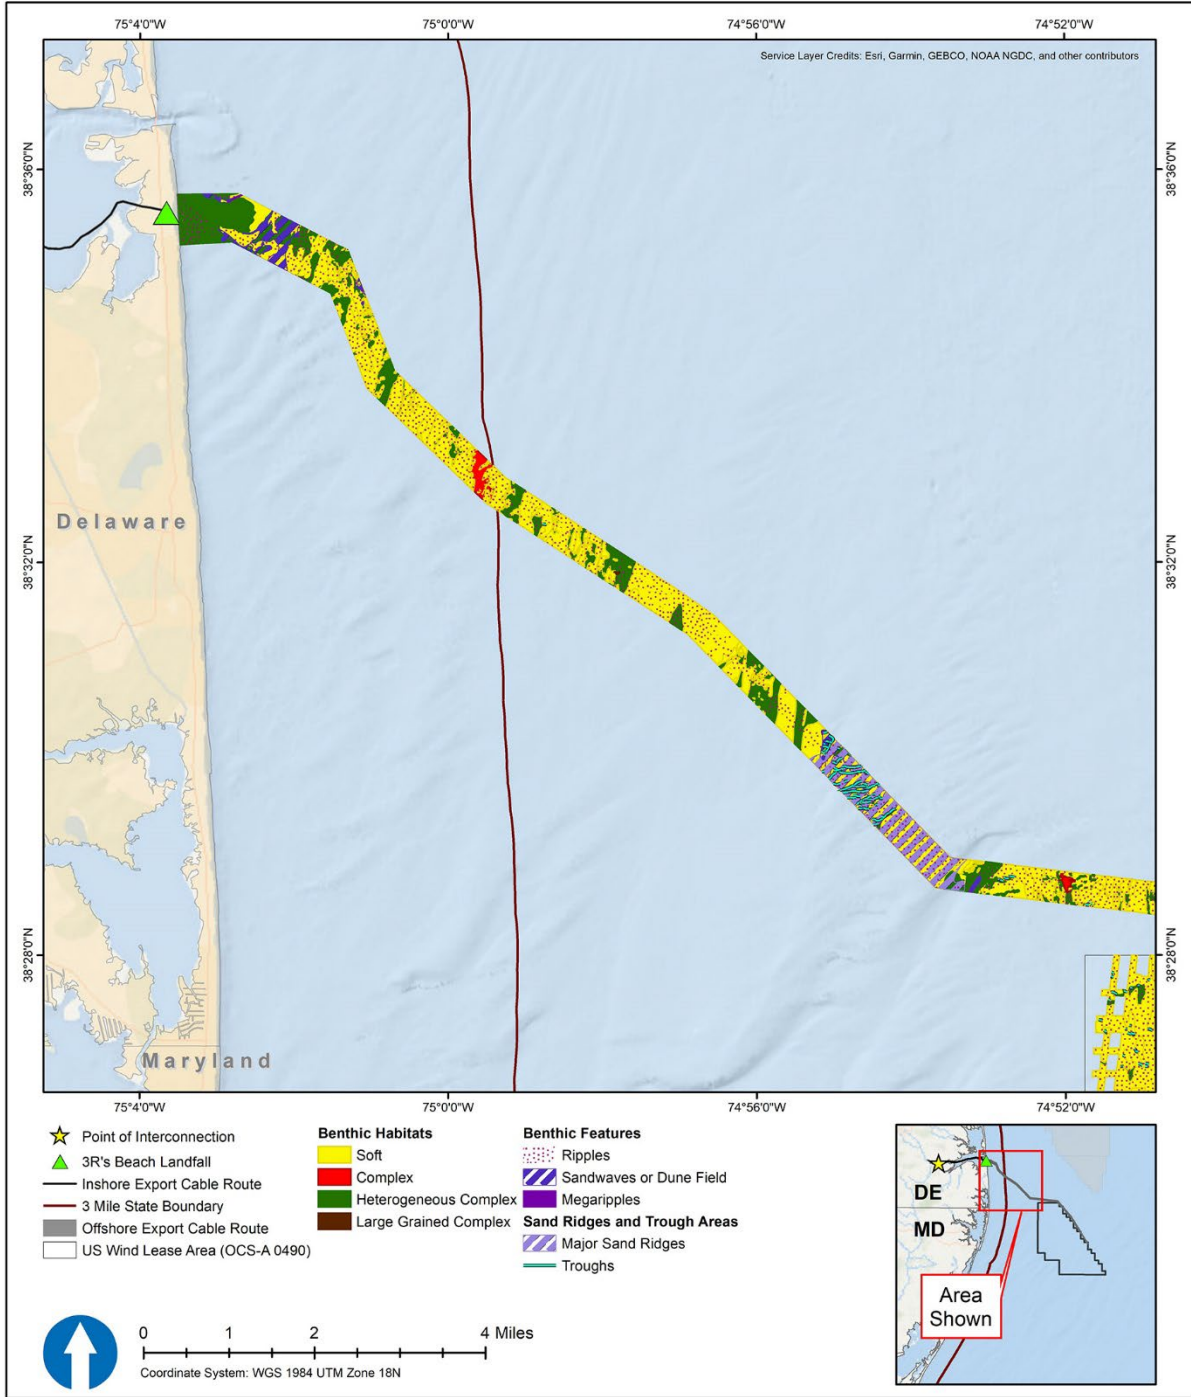 75°4'0"W 75°0'0"W 74°56'0"W 74°52'0"W
Service Layer Credits: Esri, Garmin, GEBCO, NOAA NGDC, and other contributors
38°36'0"N 38°36'0"N
Delaware
38°32'0"N 38°32'0"N
38°28'0"N 38°28'0"N
Maryland
75°4'0"W 75°0'0"W 74°56'0"W 74°52'0"W
Point of Interconnection
3R's Beach Landfall
Inshore Export Cable Route
3 Mile State Boundary
Offshore Export Cable Route
US Wind Lease Area (OCS-A 0490)
Benthic Habitats
Soft
Complex
Heterogeneous Complex
Large Grained Complex
Benthic Features
Ripples
Sandwaves or Dune Field
Megaripples
Sand Ridges and Trough Areas
Major Sand Ridges
Troughs
DE
MD
Area
Shown
0 1 2 4 Miles
Coordinate System: WGS 1984 UTM Zone 18N